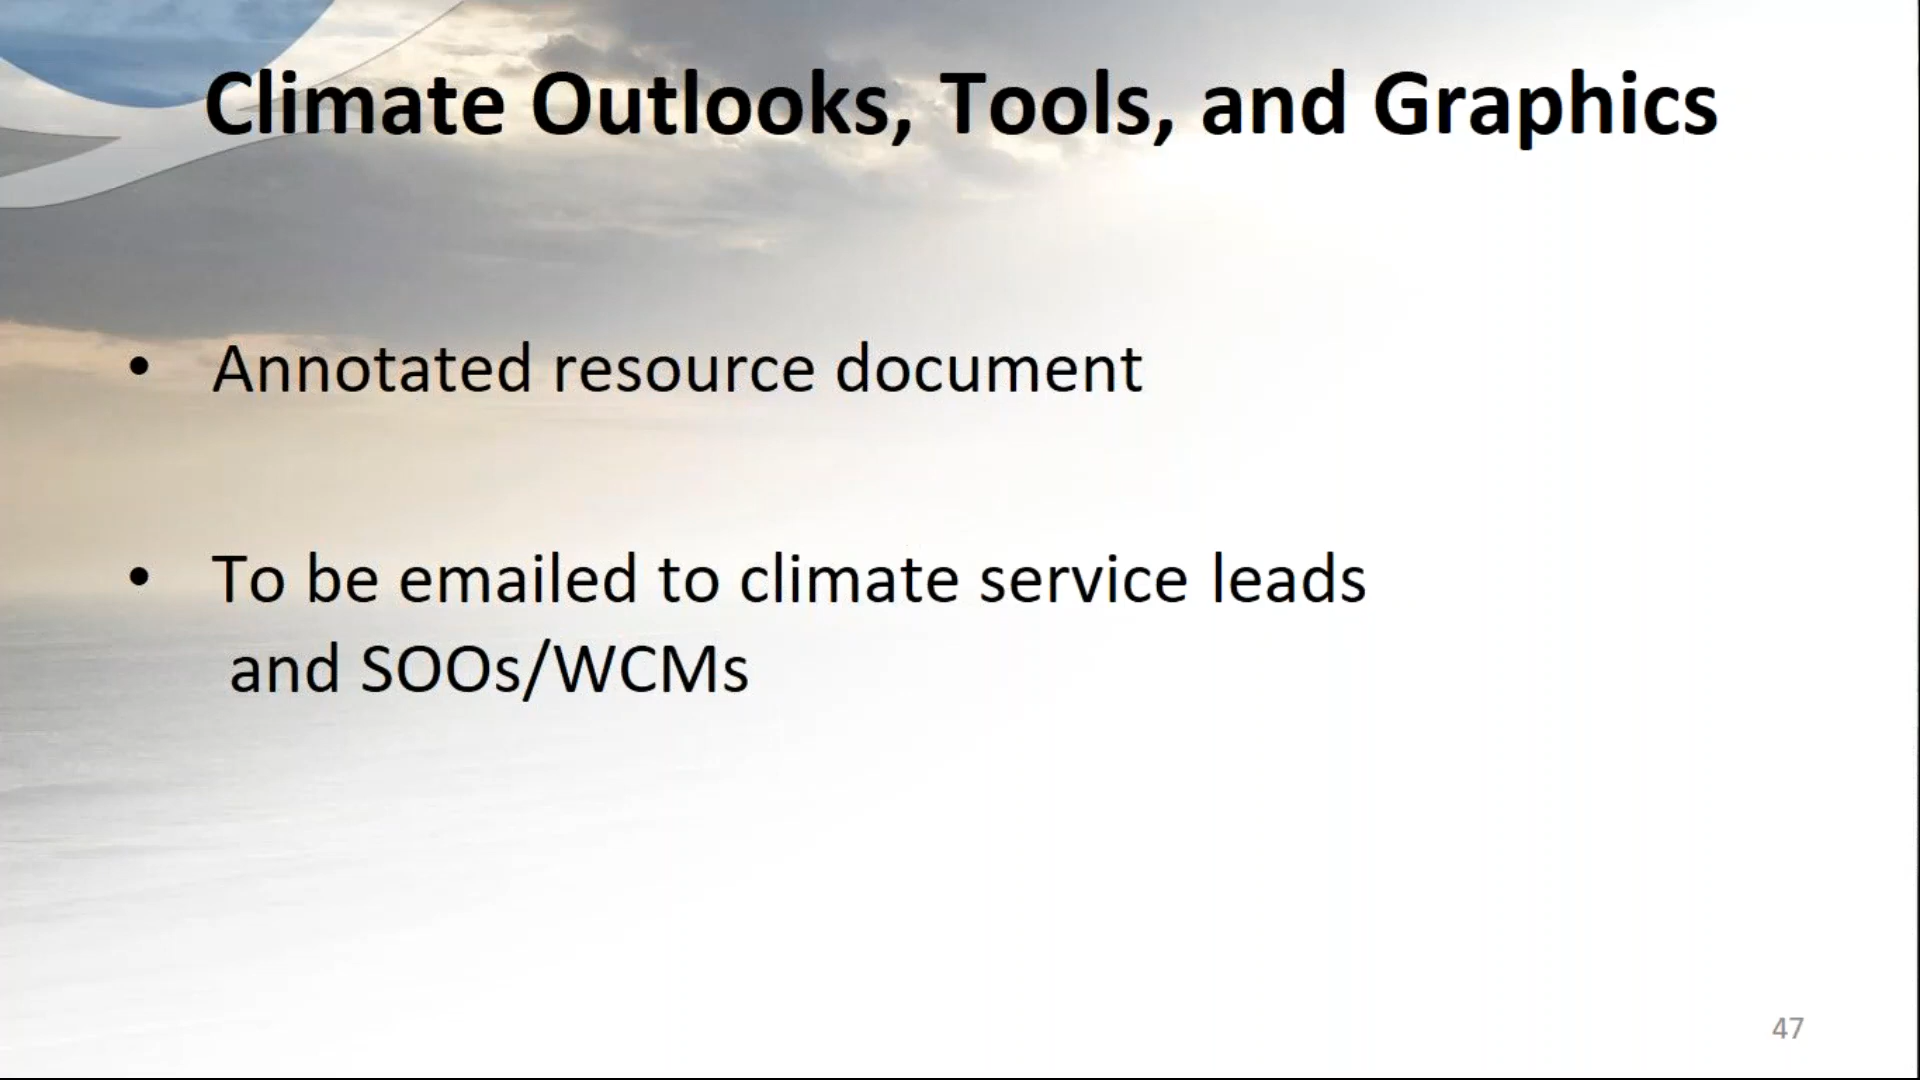 Climate Outlooks, Tools, and Graphics
• Annotated resource document
• To be emailed to climate service leads
and SOOs/WCMs
47